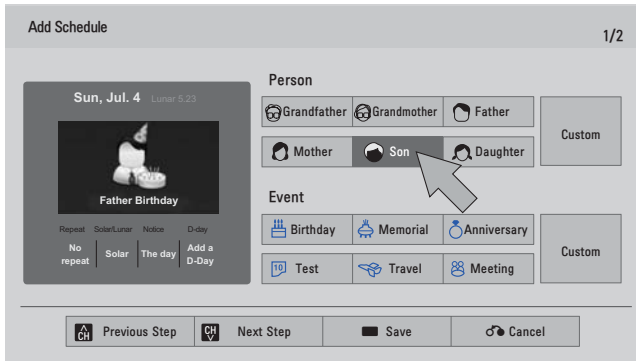 Add Schedule
1/2
Sun, Jul. 4 Lunar 5.23
Father Birthday
Repeat Solar/Lunar Notice D-day
No repeat Solar The day Add a D-Day
Person
Grandfather Grandmother Father
Mother Son Daughter
Custom
Event
Birthday Memorial Anniversary
10 Test Travel Meeting
Custom
CH Previous Step CH Next Step Save Cancel